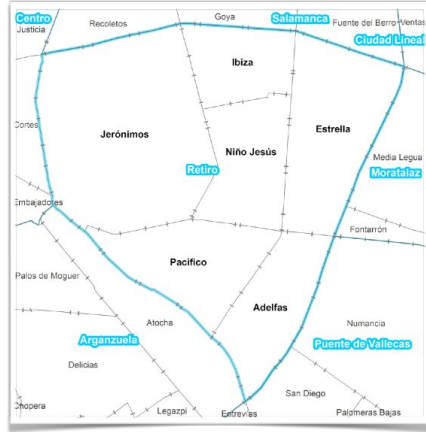 Centro
Recoletos
Goya
Salamanca
Fuente del Berro
Ventas
Justicia
Ciudad Lineal
Ibiza
Cortes
Jerónimos
Estrella
Niño Jesús
Media Legua
Retiro
Moratalaz
Embajadores
Fontarrón
Pacífico
Palos de Moguer
Adelfas
Atocha
Numancia
Arganzuela
Puente de Vallecas
Delicias
San Diego
Chopera
Legazpi
Entrevías
Palomeras Bajas